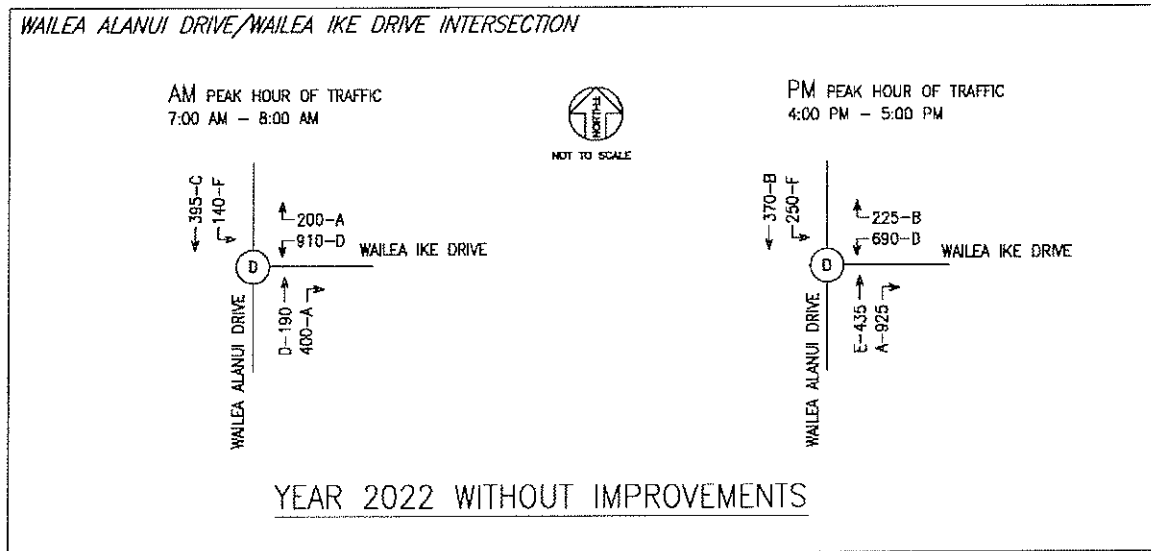 WAILEA ALANUI DRIVE/WAILEA IKE DRIVE INTERSECTION
AM PEAK HOUR OF TRAFFIC
7:00 AM - 8:00 AM
NORTH
NOT TO SCALE
395-C
140-F
200-A
910-D
WAILEA IKE DRIVE
D
D-190
400-A
WAILEA ALANUI DRIVE
PM PEAK HOUR OF TRAFFIC
4:00 PM - 5:00 PM
370-B
250-F
225-B
690-D
WAILEA IKE DRIVE
D
E-435
A-925
WAILEA ALANUI DRIVE
YEAR 2022 WITHOUT IMPROVEMENTS